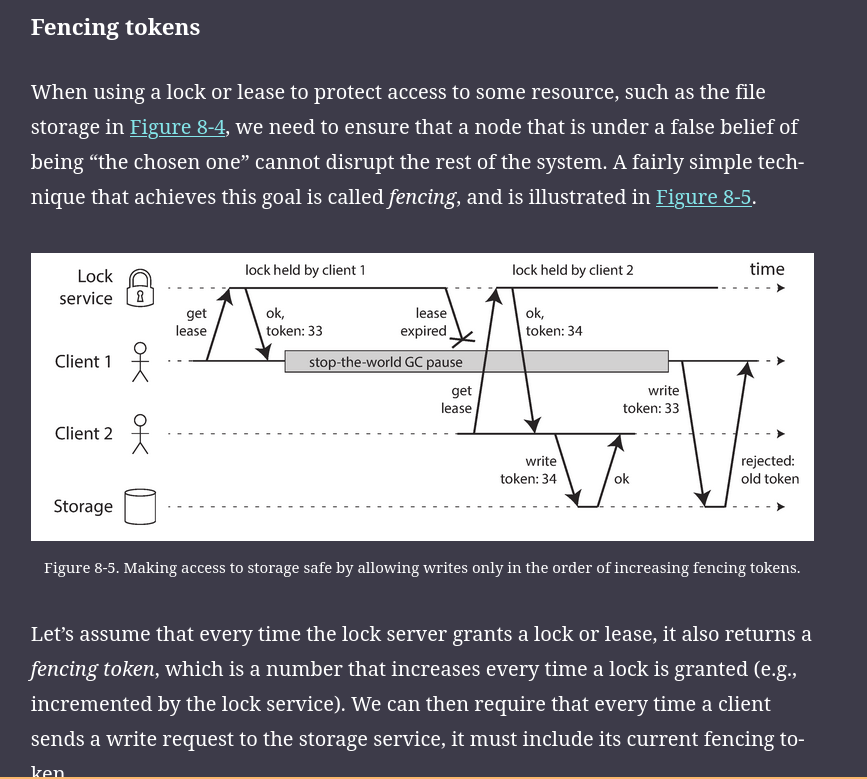 Fencing tokens
When using a lock or lease to protect access to some resource, such as the file
storage in Figure 8-4, we need to ensure that a node that is under a false belief of
being “the chosen one” cannot disrupt the rest of the system. A fairly simple tech-
nique that achieves this goal is called fencing, and is illustrated in Figure 8-5.
lock held by client 1
lock held by client 2
time
Lock
service
get
lease
ok,
token: 33
lease
expired
ok,
token: 34
Client 1
stop-the-world GC pause
get
lease
write
token: 33
Client 2
write
token: 34
ok
rejected:
old token
Storage
Figure 8-5. Making access to storage safe by allowing writes only in the order of increasing fencing tokens.
Let’s assume that every time the lock server grants a lock or lease, it also returns a
fencing token, which is a number that increases every time a lock is granted (e.g.,
incremented by the lock service). We can then require that every time a client
sends a write request to the storage service, it must include its current fencing to-
ken.